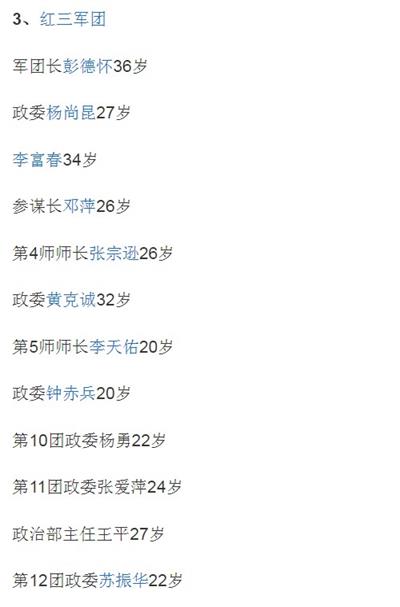 3、红三军团
军团长彭德怀36岁
政委杨尚昆27岁
李富春34岁
参谋长邓萍26岁
第4师师长张宗逊26岁
政委黄克诚32岁
第5师师长李天佑20岁
政委钟赤兵20岁
第10团政委杨勇22岁
第11团政委张爱萍24岁
政治部主任王平27岁
第12团政委苏振华22岁